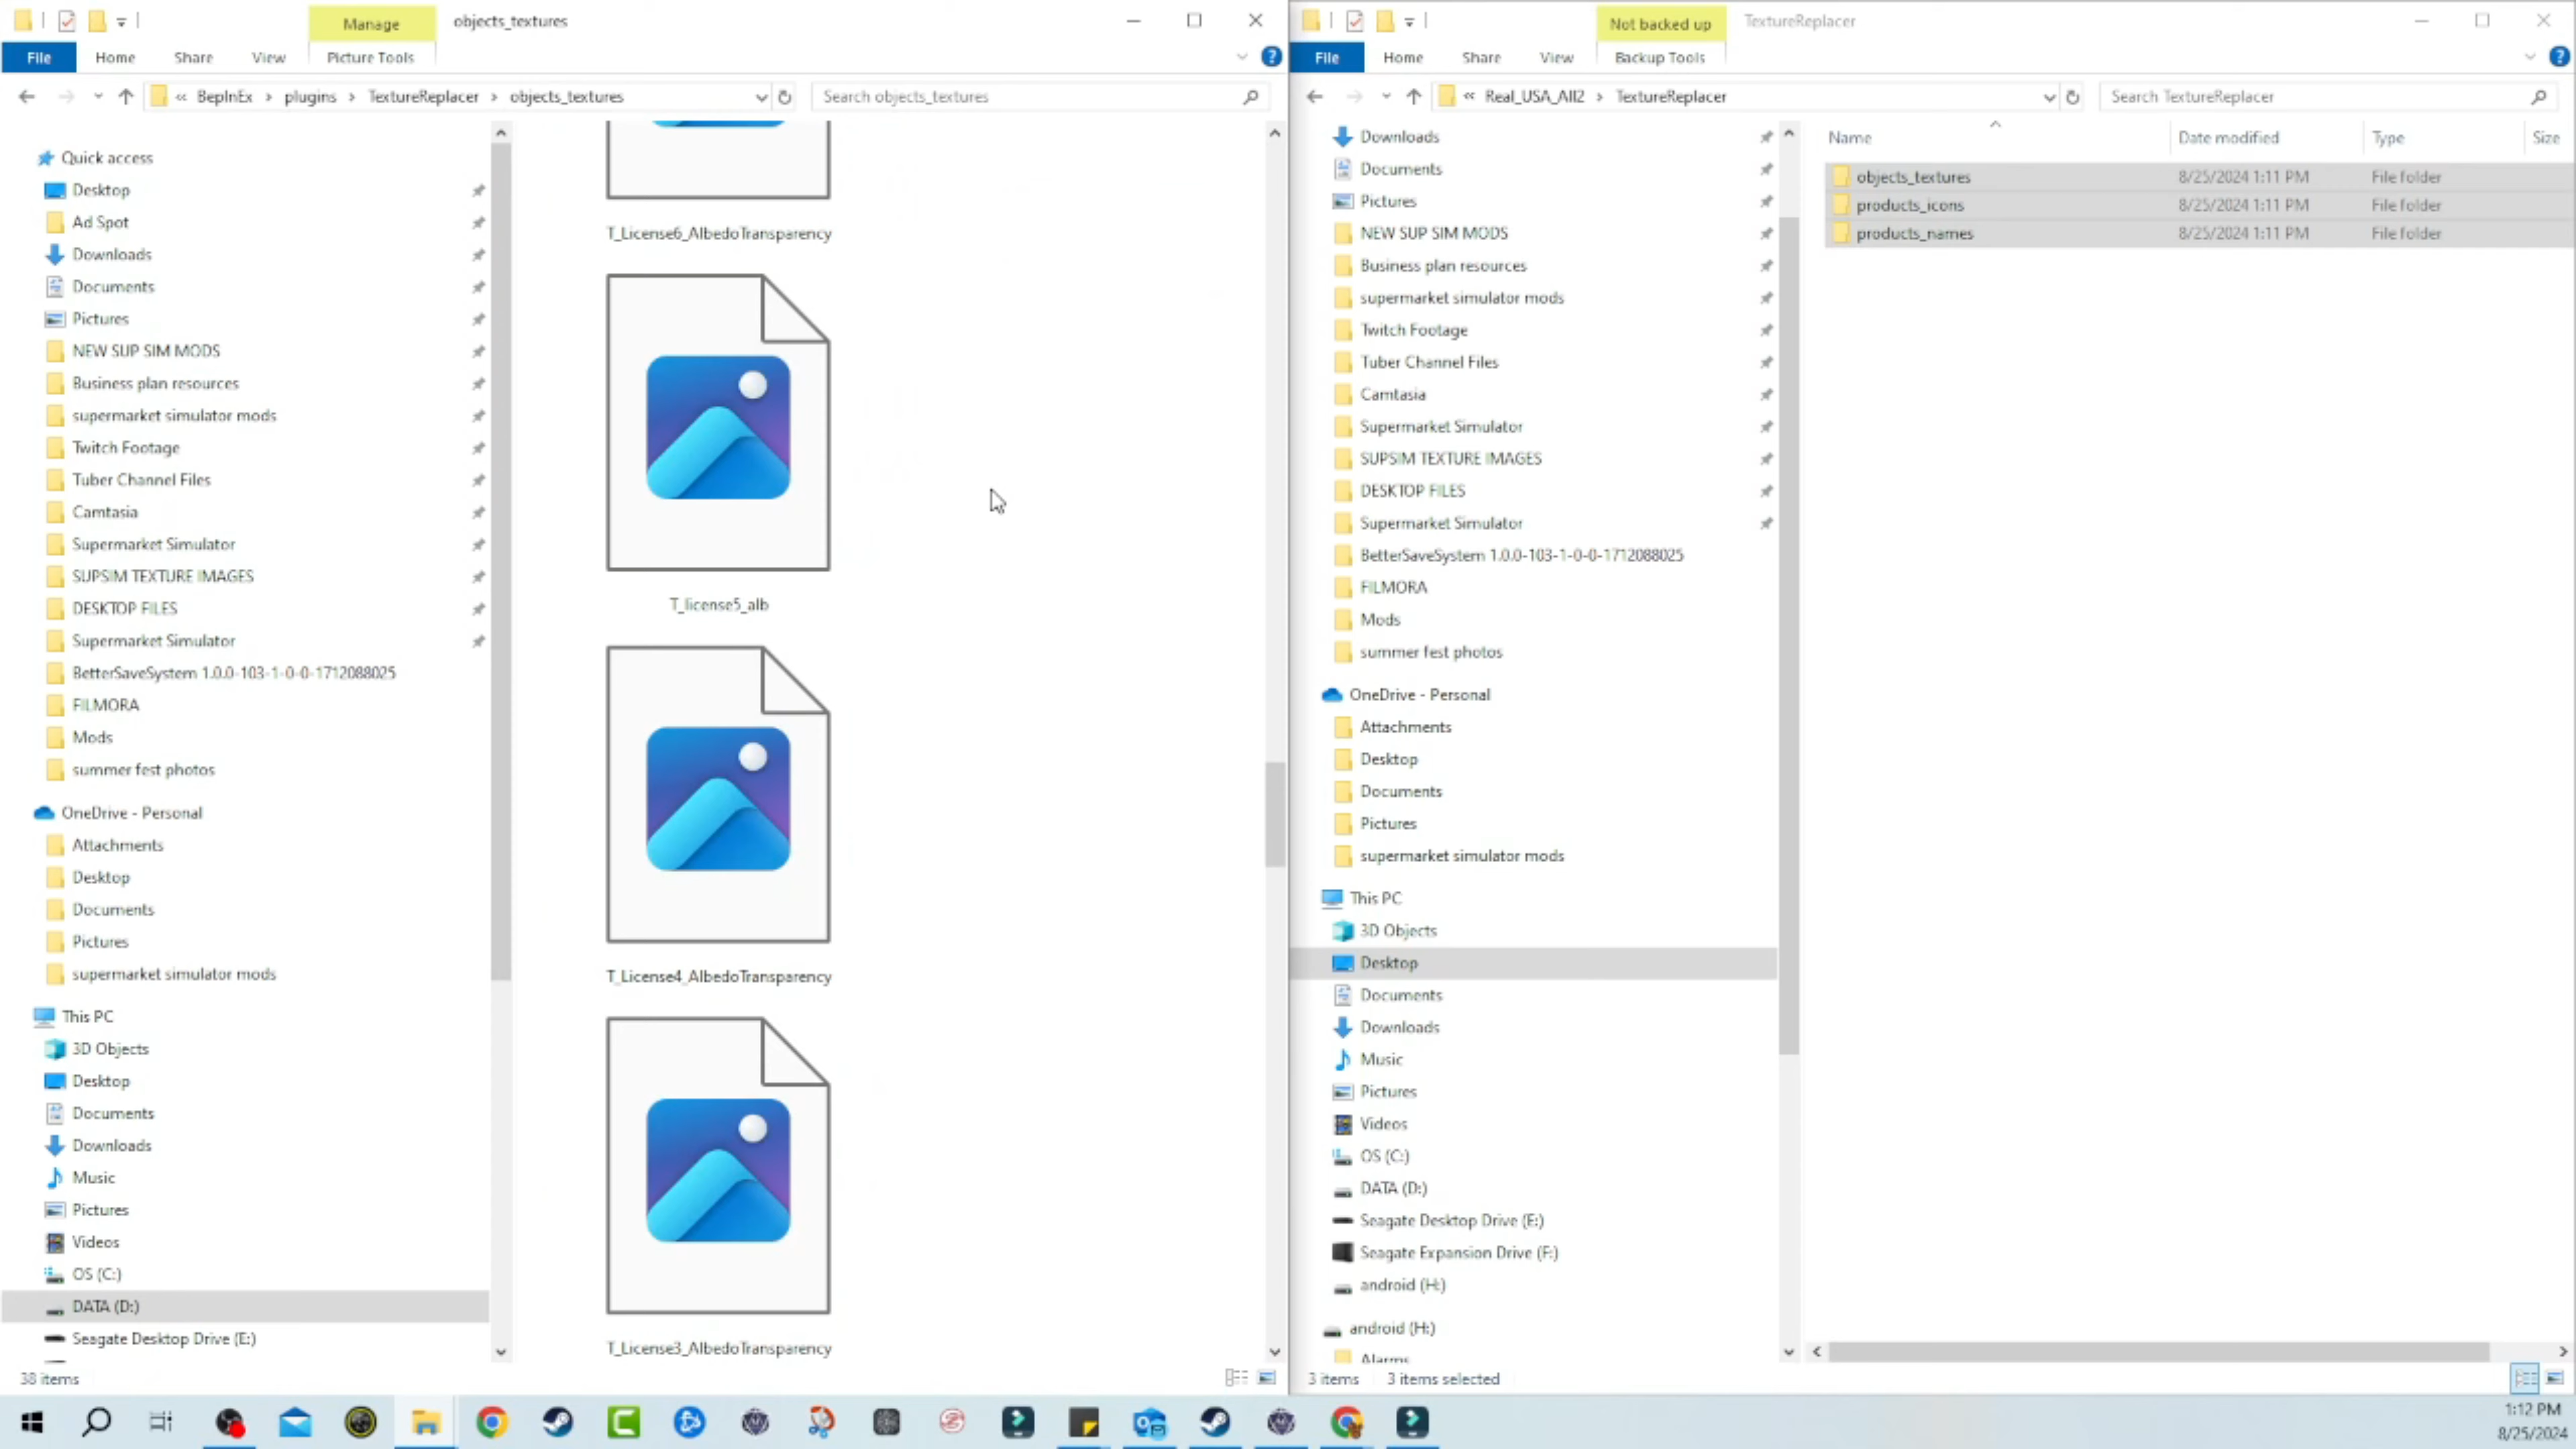 Manage
objects_textures
File
Home
Share
View
Picture Tools
« BepInEx › plugins › TextureReplacer › objects_textures
Search objects_textures
Quick access
Desktop
Ad Spot
Downloads
Documents
Pictures
NEW SUP SIM MODS
Business plan resources
supermarket simulator mods
Twitch Footage
Tuber Channel Files
Camtasia
Supermarket Simulator
SUPSIM TEXTURE IMAGES
DESKTOP FILES
Supermarket Simulator
BetterSaveSystem 1.0.0-103-1-0-0-1712088025
FILMORA
Mods
summer fest photos
OneDrive - Personal
Attachments
Desktop
Documents
Pictures
supermarket simulator mods
This PC
3D Objects
Desktop
Documents
Downloads
Music
Pictures
Videos
OS (C:)
DATA (D:)
Seagate Desktop Drive (E:)
38 items
T_License6_AlbedoTransparency
T_license5_alb
T_License4_AlbedoTransparency
T_License3_AlbedoTransparency
Not backed up
TextureReplacer
File
Home
Share
View
Backup Tools
« Real_USA_All2 › TextureReplacer
Search TextureReplacer
Downloads
Documents
Pictures
NEW SUP SIM MODS
Business plan resources
supermarket simulator mods
Twitch Footage
Tuber Channel Files
Camtasia
Supermarket Simulator
SUPSIM TEXTURE IMAGES
DESKTOP FILES
Supermarket Simulator
BetterSaveSystem 1.0.0-103-1-0-0-1712088025
FILMORA
Mods
summer fest photos
OneDrive - Personal
Attachments
Desktop
Documents
Pictures
supermarket simulator mods
This PC
3D Objects
Desktop
Documents
Downloads
Music
Pictures
Videos
OS (C:)
DATA (D:)
Seagate Desktop Drive (E:)
Seagate Expansion Drive (F:)
android (H:)
android (H:)
Alarms
Name Date modified Type Size
objects_textures 8/25/2024 1:11 PM File folder
products_icons 8/25/2024 1:11 PM File folder
products_names 8/25/2024 1:11 PM File folder
3 items 3 items selected
1:12 PM
8/25/2024